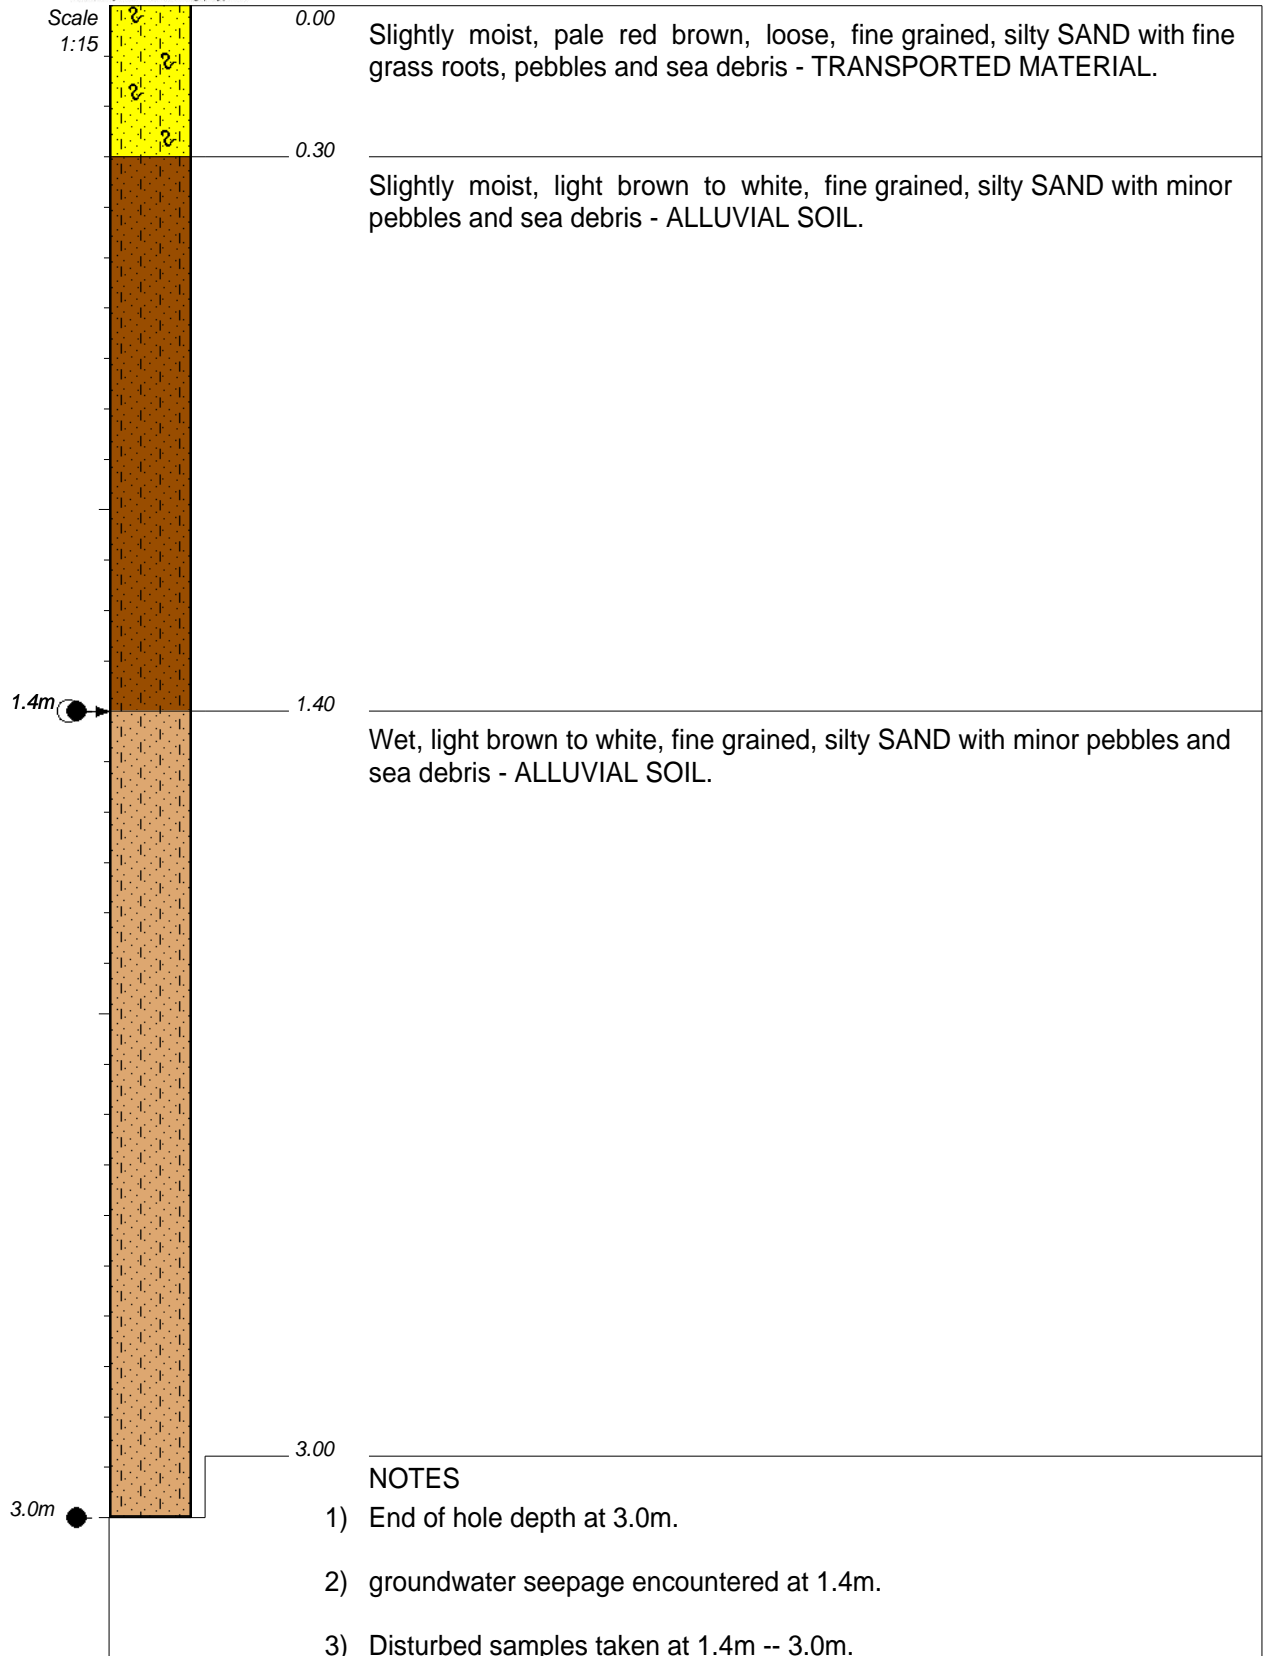 Scale
1:15
0.00
Slightly moist, pale red brown, loose, fine grained, silty SAND with fine
grass roots, pebbles and sea debris - TRANSPORTED MATERIAL.
0.30
Slightly moist, light brown to white, fine grained, silty SAND with minor
pebbles and sea debris - ALLUVIAL SOIL.
1.4m
1.40
Wet, light brown to white, fine grained, silty SAND with minor pebbles and
sea debris - ALLUVIAL SOIL.
3.00
NOTES
3.0m
1) End of hole depth at 3.0m.
2) groundwater seepage encountered at 1.4m.
3) Disturbed samples taken at 1.4m -- 3.0m.